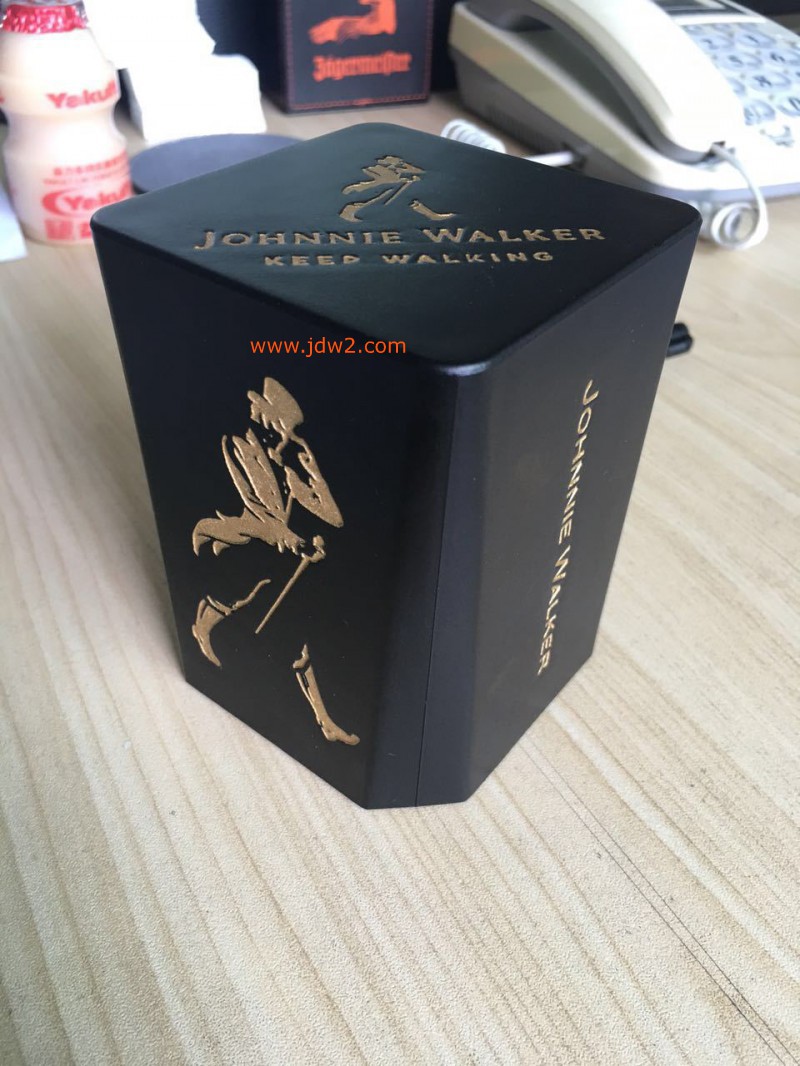 Yakult
Yakult
Jägermeister
JOHNNIE WALKER
KEEP WALKING
www.jdw2.com
JOHNNIE WALKER